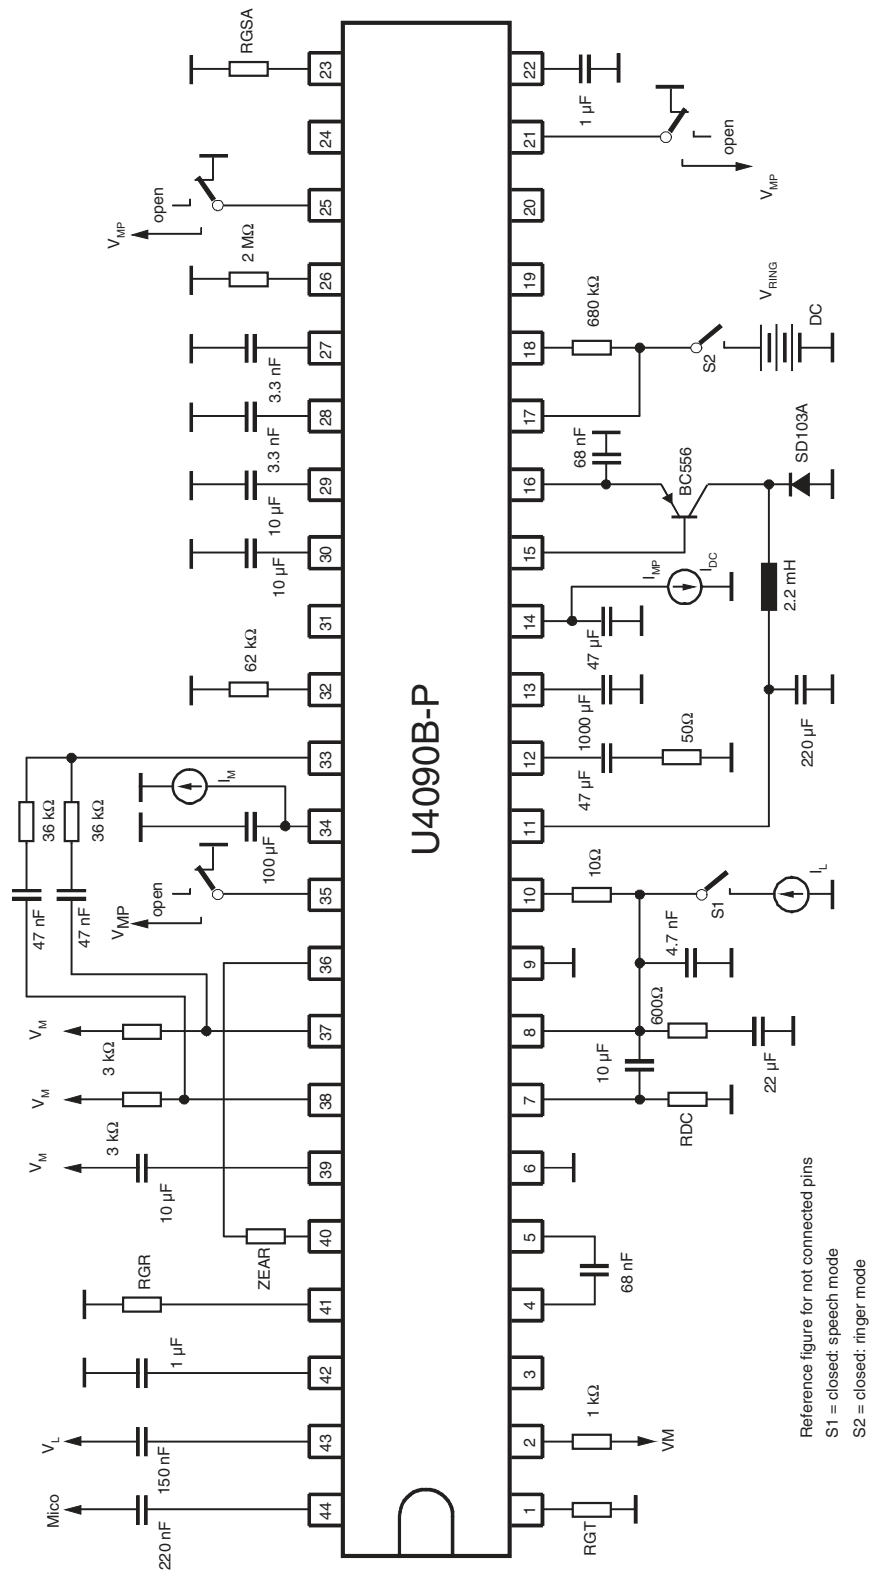 RGSA
23
22
1 µF
24
21
open
V_MP
open
V_MP
25
20
2 MΩ
26
19
680 kΩ
V_RING
27
18
S2
DC
3.3 nF
28
17
3.3 nF
68 nF
SD103A
29
16
BC556
10 µF
30
15
10 µF
I_MP
I_DC
2.2 mH
31
14
47 µF
62 kΩ
32
13
1000 µF
220 µF
U4090B-P
33
12
47 µF
50Ω
36 kΩ
36 kΩ
I_M
34
11
100 µF
47 nF
47 nF
open
VMP
35
10
10Ω
S1
I_L
36
9
4.7 nF
V_M
3 kΩ
37
8
600Ω
22 µF
10 µF
V_M
3 kΩ
38
7
RDC
V_M
10 µF
39
6
ZEAR
40
5
68 nF
RGR
41
4
1 µF
42
3
V_L
150 nF
43
2
1 kΩ
VM
Mico
220 nF
44
1
RGT
Reference figure for not connected pins
S1 = closed: speech mode
S2 = closed: ringer mode